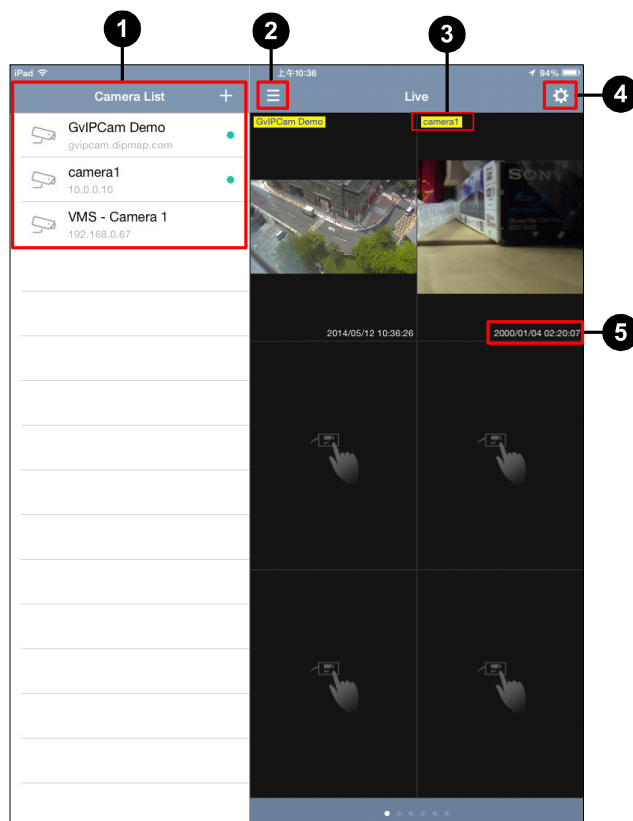 1
2
3
4
5
iPad
上午10:36
94%
Camera List +
Live
GvIPCam Demo
gvipcam.dipmap.com
camera1
10.0.0.10
VMS - Camera 1
192.168.0.67
GvIPCam Demo
camera1
SONY
2014/05/12 10:36:26
2000/01/04 02:20:07